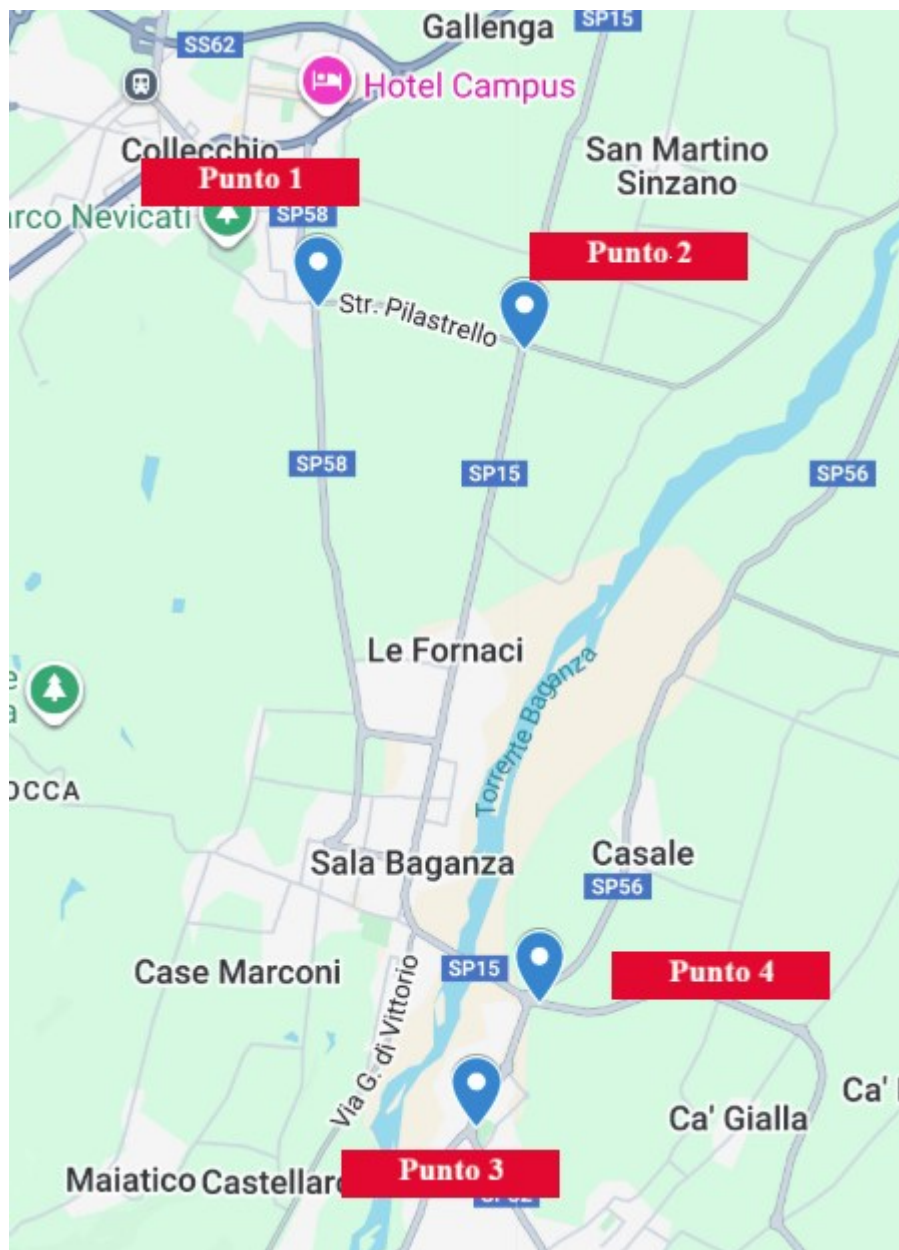 Gallenga
SP15
SS62
Hotel Campus
Collecchio
San Martino
Sinzano
Punto 1
arco Nevicati
SP58
Punto 2
Str. Pilastrello
SP58
SP15
SP56
Le Fornaci
Torrente Baganza
OCCA
Sala Baganza
Casale
SP56
Case Marconi
SP15
Punto 4
Via G. di Vittorio
Ca'
Ca' Gialla
Punto 3
Maiatico
Castellaro